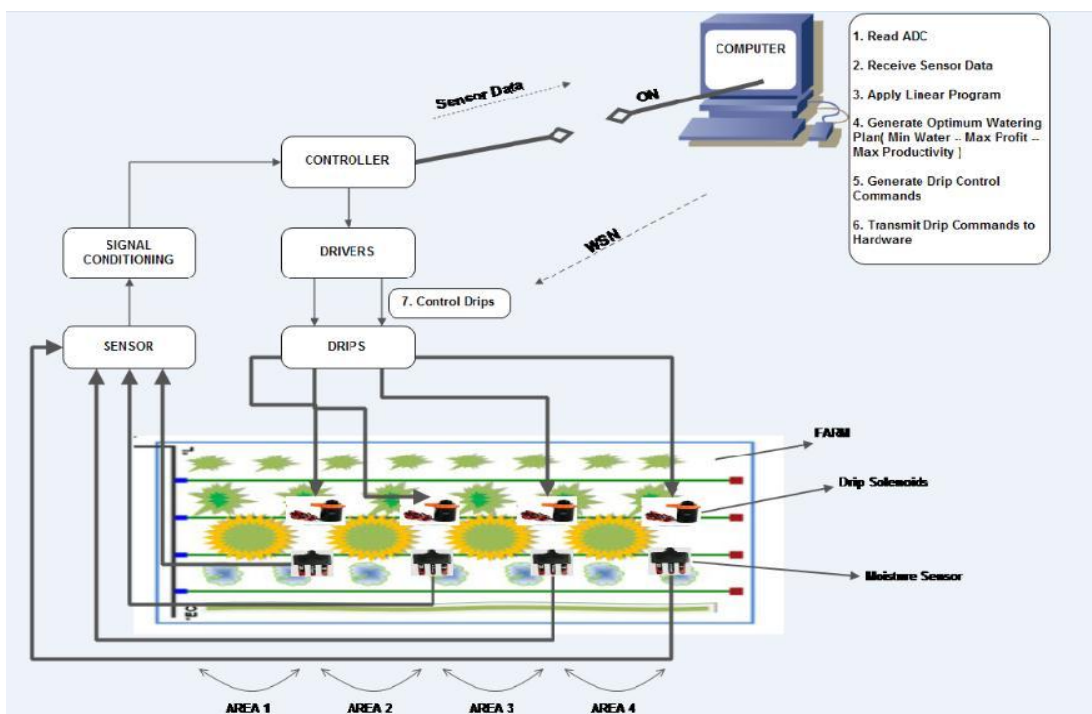 COMPUTER
1. Read ADC
2. Receive Sensor Data
3. Apply Linear Program
4. Generate Optimum Watering
Plan( Min Water -- Max Profit --
Max Productivity )
5. Generate Drip Control
Commands
6. Transmit Drip Commands to
Hardware
Sensor Data
ON
CONTROLLER
SIGNAL
CONDITIONING
DRIVERS
WSN
7. Control Drips
SENSOR
DRIPS
FARM
Drip Solenoids
Moisture Sensor
AREA 1
AREA 2
AREA 3
AREA 4